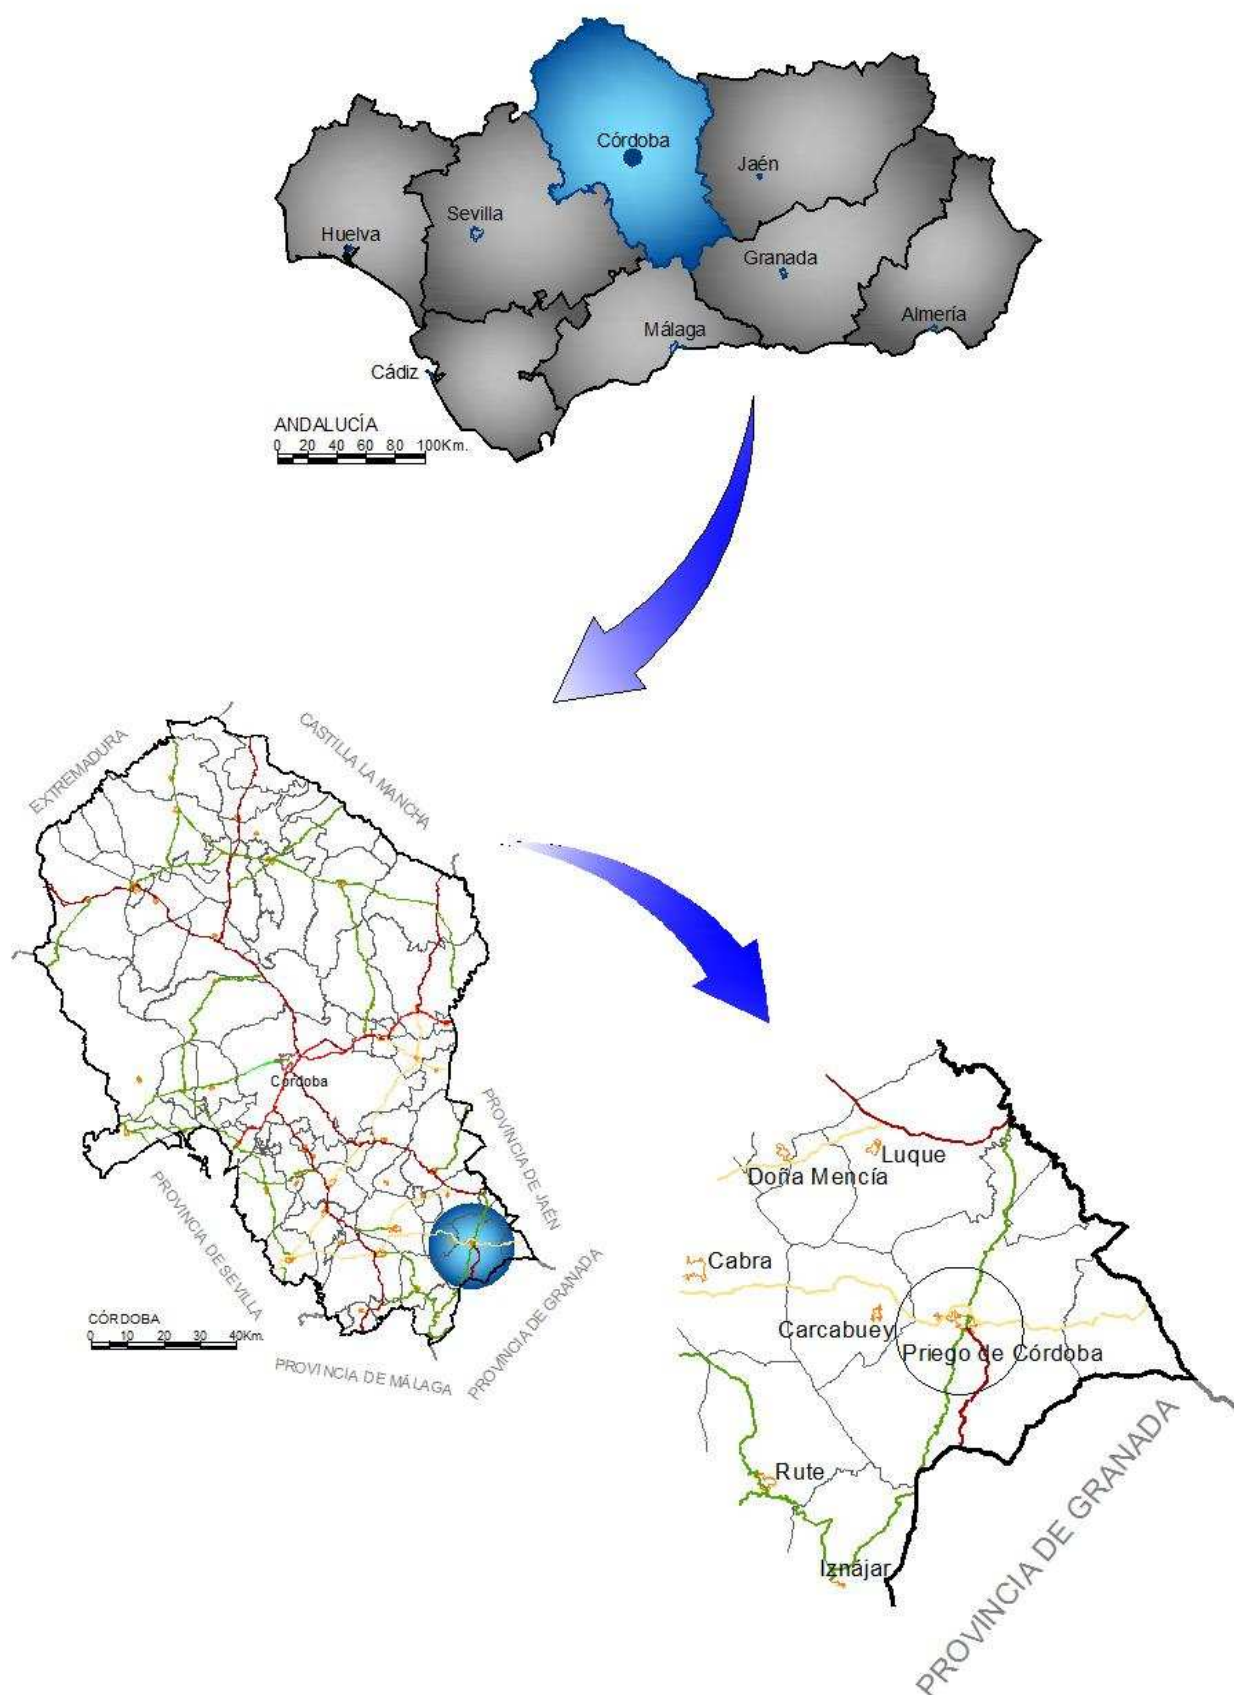 Córdoba
Jaén
Sevilla
Huelva
Granada
Almería
Málaga
Cádiz
ANDALUCÍA
0 20 40 60 80 100Km.
EXTREMADURA
CASTILLA LA MANCHA
Córdoba
PROVINCIA DE JAÉN
PROVINCIA DE SEVILLA
PROVINCIA DE GRANADA
CÓRDOBA
0 10 20 30 40Km.
PROVINCIA DE MÁLAGA
Luque
Doña Mencía
Cabra
Carcabuey
Priego de Córdoba
Rute
Iznájar
PROVINCIA DE GRANADA